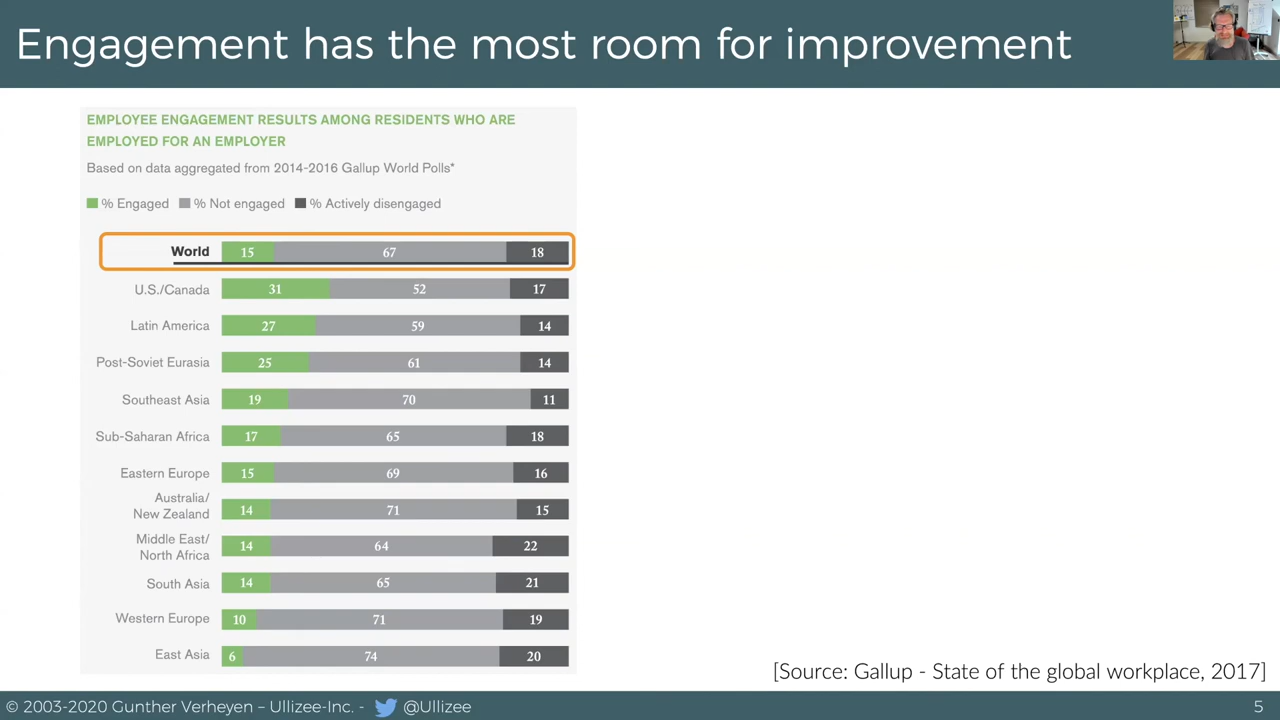 Engagement has the most room for improvement
EMPLOYEE ENGAGEMENT RESULTS AMONG RESIDENTS WHO ARE
EMPLOYED FOR AN EMPLOYER
Based on data aggregated from 2014-2016 Gallup World Polls*
% Engaged % Not engaged % Actively disengaged
World 15 67 18
U.S./Canada 31 52 17
Latin America 27 59 14
Post-Soviet Eurasia 25 61 14
Southeast Asia 19 70 11
Sub-Saharan Africa 17 65 18
Eastern Europe 15 69 16
Australia/
New Zealand 14 71 15
Middle East/
North Africa 14 64 22
South Asia 14 65 21
Western Europe 10 71 19
East Asia 6 74 20
[Source: Gallup - State of the global workplace, 2017]
© 2003-2020 Gunther Verheyen – Ullizee-Inc. - @Ullizee 5